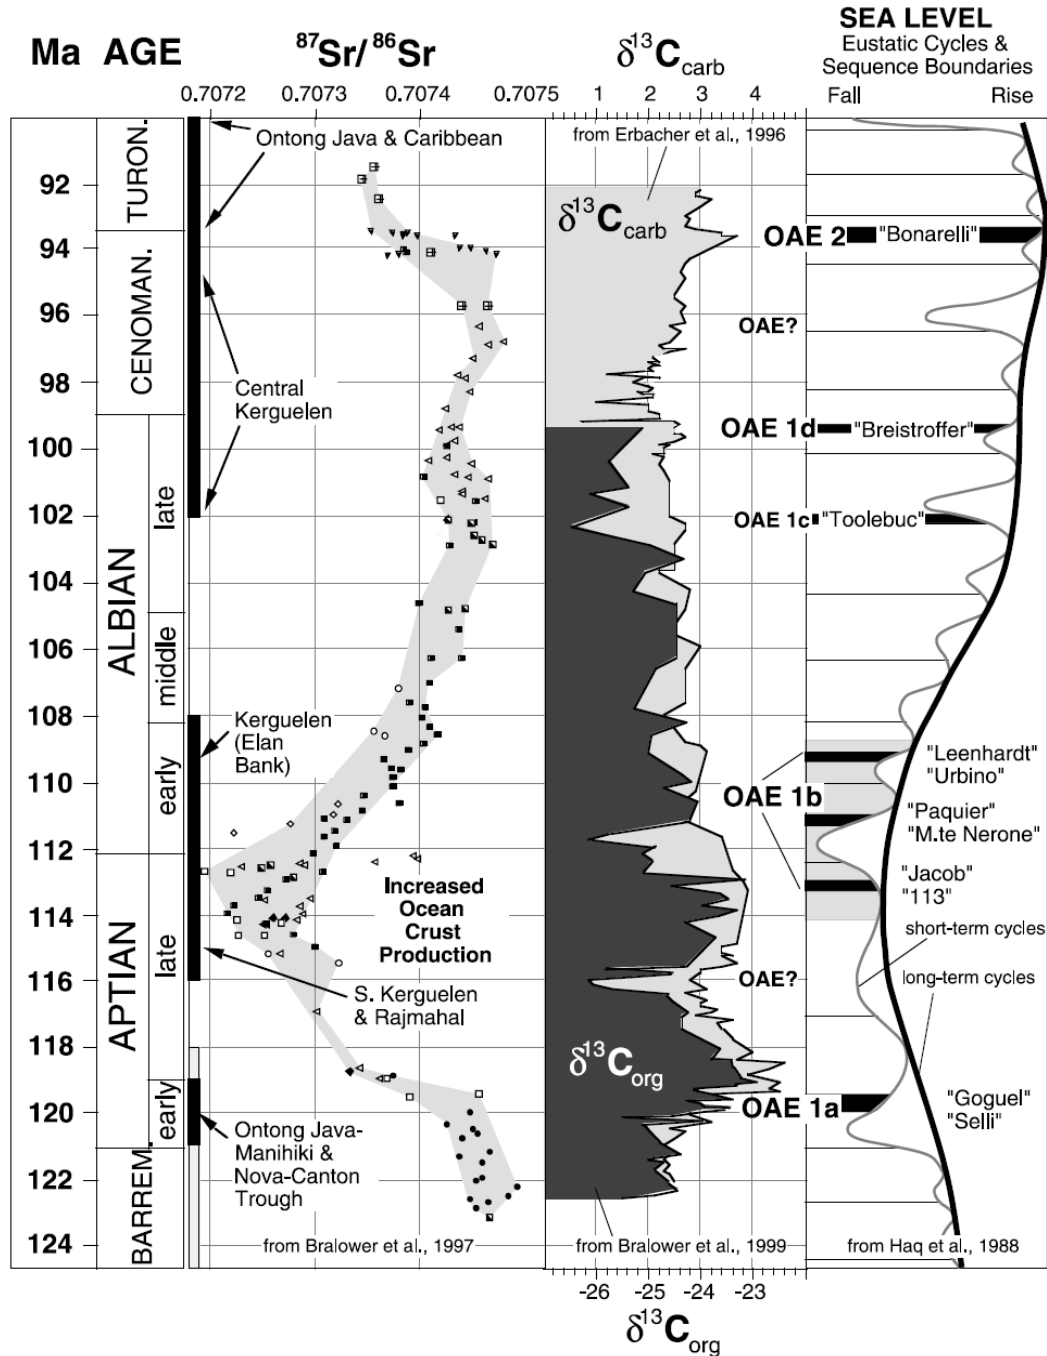 SEA LEVEL
Eustatic Cycles &
Sequence Boundaries
Fall Rise
Ma AGE 87Sr/ 86Sr δ13Ccarb
0.7072 0.7073 0.7074 0.7075 1 2 3 4
TURON.
CENOMAN.
ALBIAN
late
middle
early
APTIAN
late
early
BARREM.
92
94
96
98
100
102
104
106
108
110
112
114
116
118
120
122
124
Ontong Java & Caribbean
Central
Kerguelen
Kerguelen
(Elan
Bank)
Increased
Ocean
Crust
Production
S. Kerguelen
& Rajmahal
Ontong Java-
Manihiki &
Nova-Canton
Trough
from Bralower et al., 1997
from Erbacher et al., 1996
δ13Ccarb
δ13Corg
from Bralower et al., 1999
-26 -25 -24 -23
δ13Corg
OAE 2 "Bonarelli"
OAE?
OAE 1d "Breistroffer"
OAE 1c "Toolebuc"
OAE 1b
"Leenhardt"
"Urbino"
"Paquier"
"M.te Nerone"
"Jacob"
"113"
short-term cycles
OAE?
long-term cycles
OAE 1a
"Goguel"
"Selli"
from Haq et al., 1988